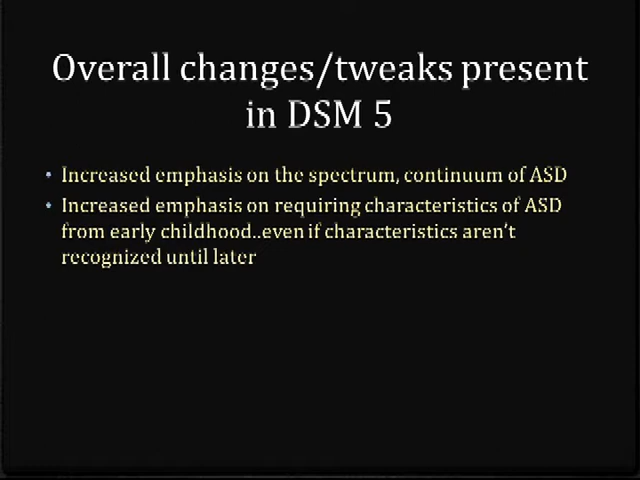 Overall changes/tweaks present
in DSM 5
• Increased emphasis on the spectrum, continuum of ASD
• Increased emphasis on requiring characteristics of ASD
from early childhood..even if characteristics aren't
recognized until later